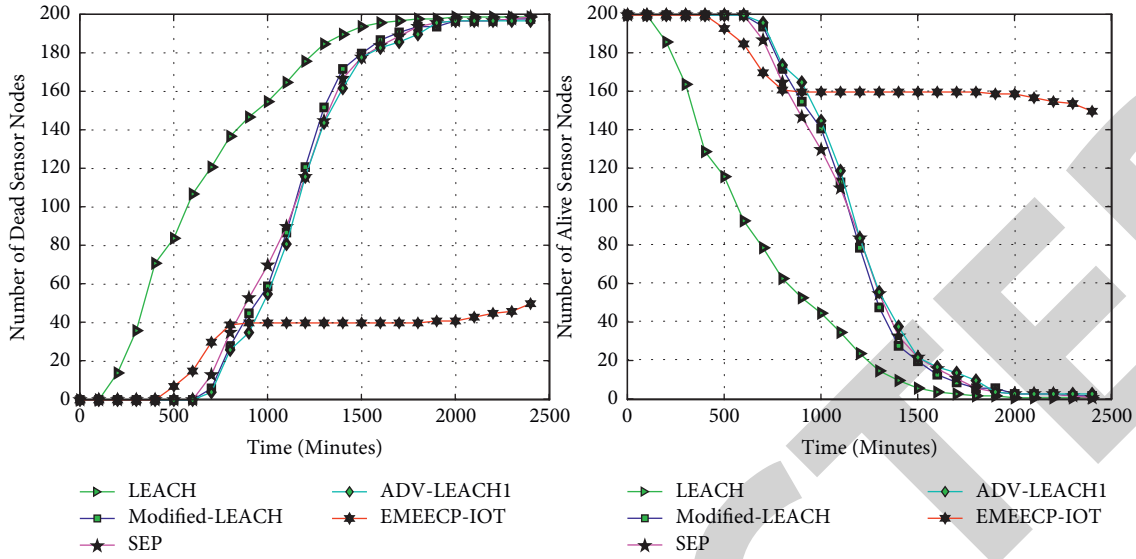 Number of Dead Sensor Nodes
200
180
160
140
120
100
80
60
40
20
0
0 500 1000 1500 2000 2500
Time (Minutes)
LEACH
Modified-LEACH
SEP
ADV-LEACH1
EMEECP-IOT
Number of Alive Sensor Nodes
200
180
160
140
120
100
80
60
40
20
0
0 500 1000 1500 2000 2500
Time (Minutes)
LEACH
Modified-LEACH
SEP
ADV-LEACH1
EMEECP-IOT